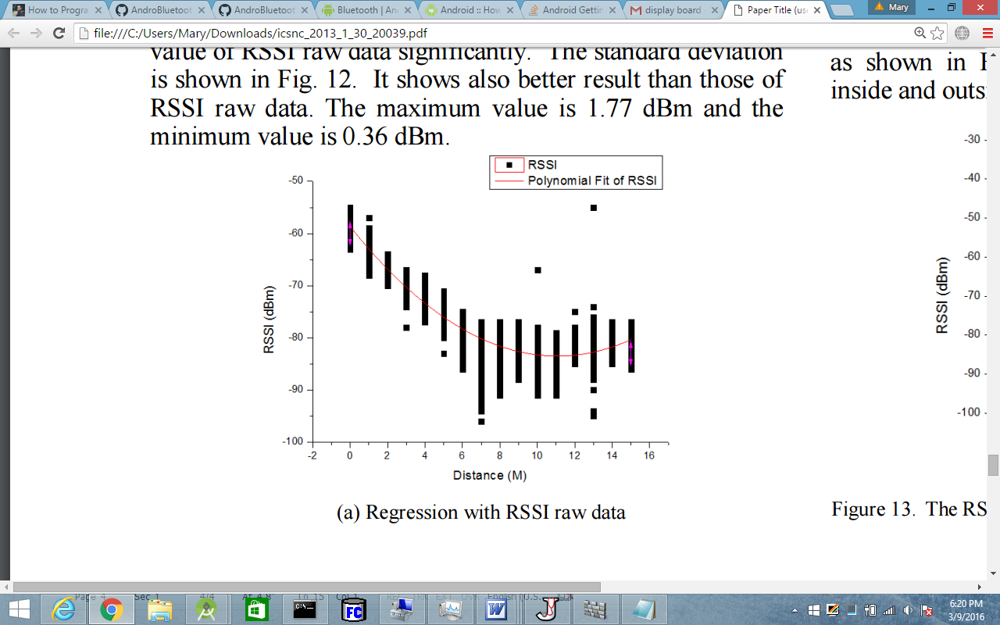 How to Progra
AndroBluetoot
AndroBluetoot
Bluetooth | An
Android :: How
Android Gettin
display board
Paper Title (use
Mary
file:///C:/Users/Mary/Downloads/icsnc_2013_1_30_20039.pdf
value of RSSI raw data significantly. The standard deviation
is shown in Fig. 12. It shows also better result than those of
RSSI raw data. The maximum value is 1.77 dBm and the
minimum value is 0.36 dBm.
RSSI
Polynomial Fit of RSSI
-50
-60
-70
-80
-90
-100
RSSI (dBm)
-2 0 2 4 6 8 10 12 14 16
Distance (M)
(a) Regression with RSSI raw data
as shown in F
inside and outs
-30
-40
-50
-60
-70
-80
-90
-100
RSSI (dBm)
Figure 13. The RS
Page 4 Sec 1 4/4 At 4.8" Ln 15 Col 1
C:\_
FC
W
J
6:20 PM
3/9/2016